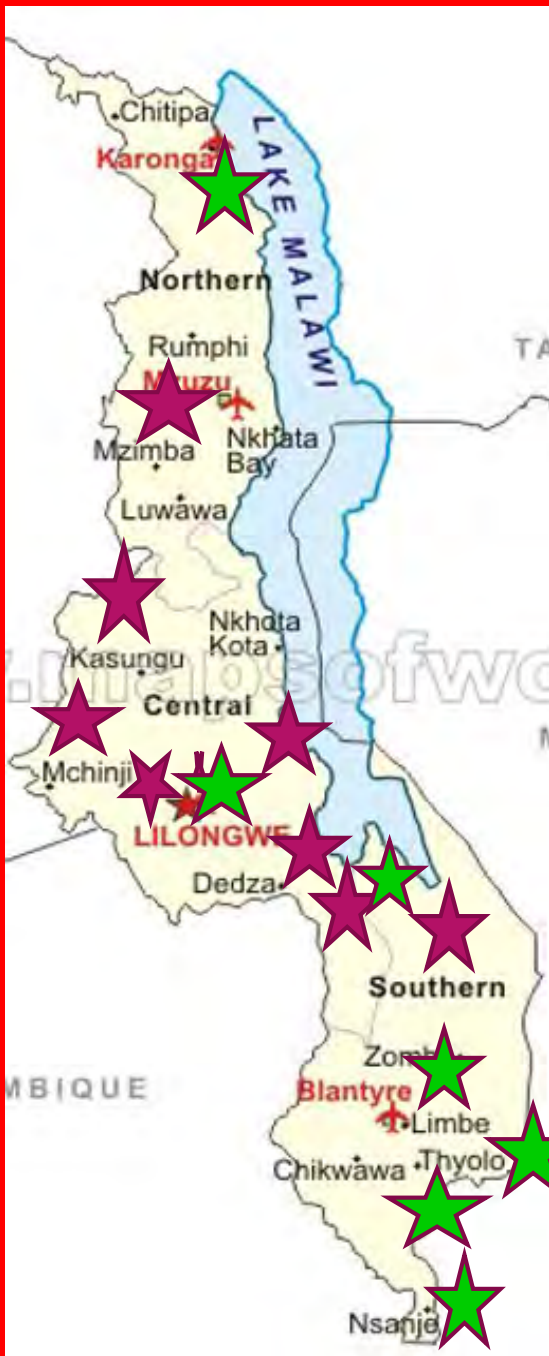 Chitipa
Karonga
LAKE MALAWI
Northern
Rumphi
TA
Nkhata
Bay
Mzimba
Luwawa
Nkhota
Kota
.mapsofwo
Kasungu
Central
Mchinji
LILONGWE
Dedza
Southern
MBIQUE
Blantyre
Limbe
Thyolo
Chikwawa
Nsanje